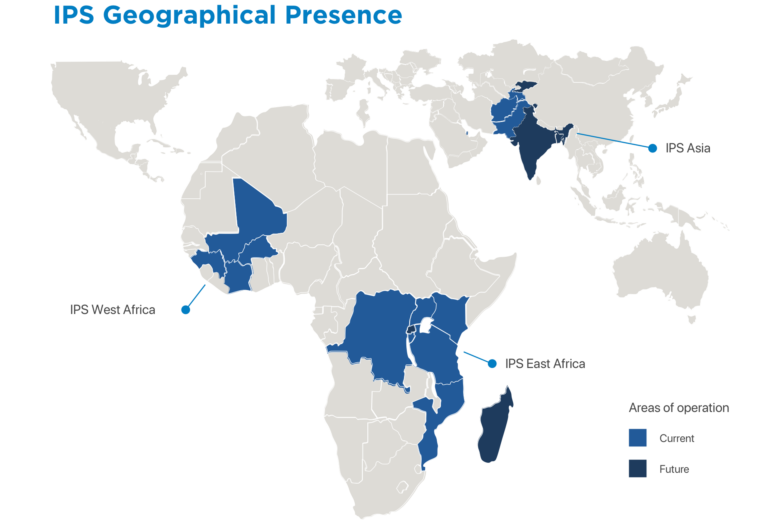 IPS Geographical Presence
IPS Asia
IPS West Africa
IPS East Africa
Areas of operation
Current
Future